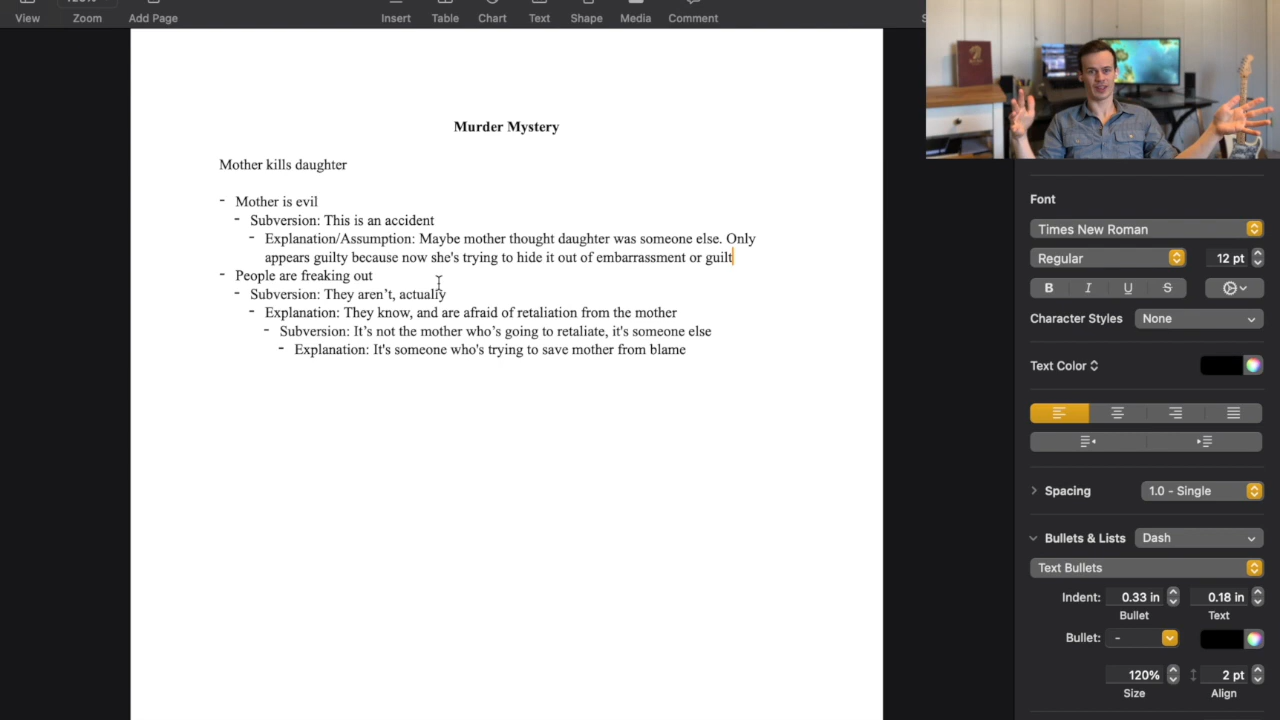 View
Zoom
Add Page
Insert
Table
Chart
Text
Shape
Media
Comment
Murder Mystery
Mother kills daughter
- Mother is evil
- Subversion: This is an accident
- Explanation/Assumption: Maybe mother thought daughter was someone else. Only
appears guilty because now she's trying to hide it out of embarrassment or guilt
- People are freaking out
- Subversion: They aren’t, actually
- Explanation: They know, and are afraid of retaliation from the mother
- Subversion: It’s not the mother who’s going to retaliate, it's someone else
- Explanation: It's someone who's trying to save mother from blame
Font
Times New Roman
Regular
12 pt
B I U S
Character Styles
None
Text Color
Spacing
1.0 - Single
Bullets & Lists
Dash
Text Bullets
Indent:
0.33 in
0.18 in
Bullet
Text
Bullet:
-
120%
2 pt
Size
Align